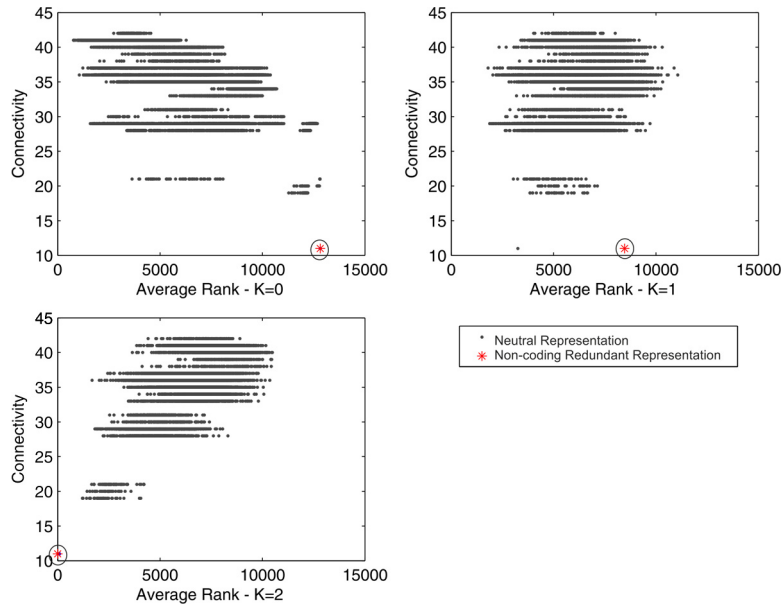 45
40
35
30
25
20
15
10
Connectivity
0 5000 10000 15000
Average Rank - K=0
45
40
35
30
25
20
15
10
Connectivity
0 5000 10000 15000
Average Rank - K=1
45
40
35
30
25
20
15
10
Connectivity
0 5000 10000 15000
Average Rank - K=2
Neutral Representation
Non-coding Redundant Representation